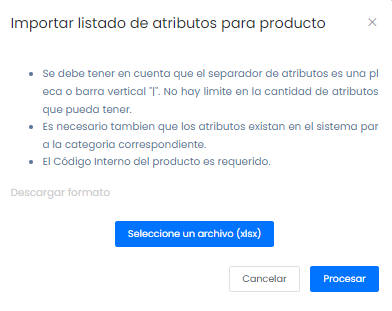 Importar listado de atributos para producto
Se debe tener en cuenta que el separador de atributos es una pl
eca o barra vertical "|". No hay limite en la cantidad de atributos
que pueda tener.
Es necesario tambien que los atributos existan en el sistema par
a la categoria correspondiente.
El Código Interno del producto es requerido.
Descargar formato
Seleccione un archivo (xlsx)
Cancelar
Procesar